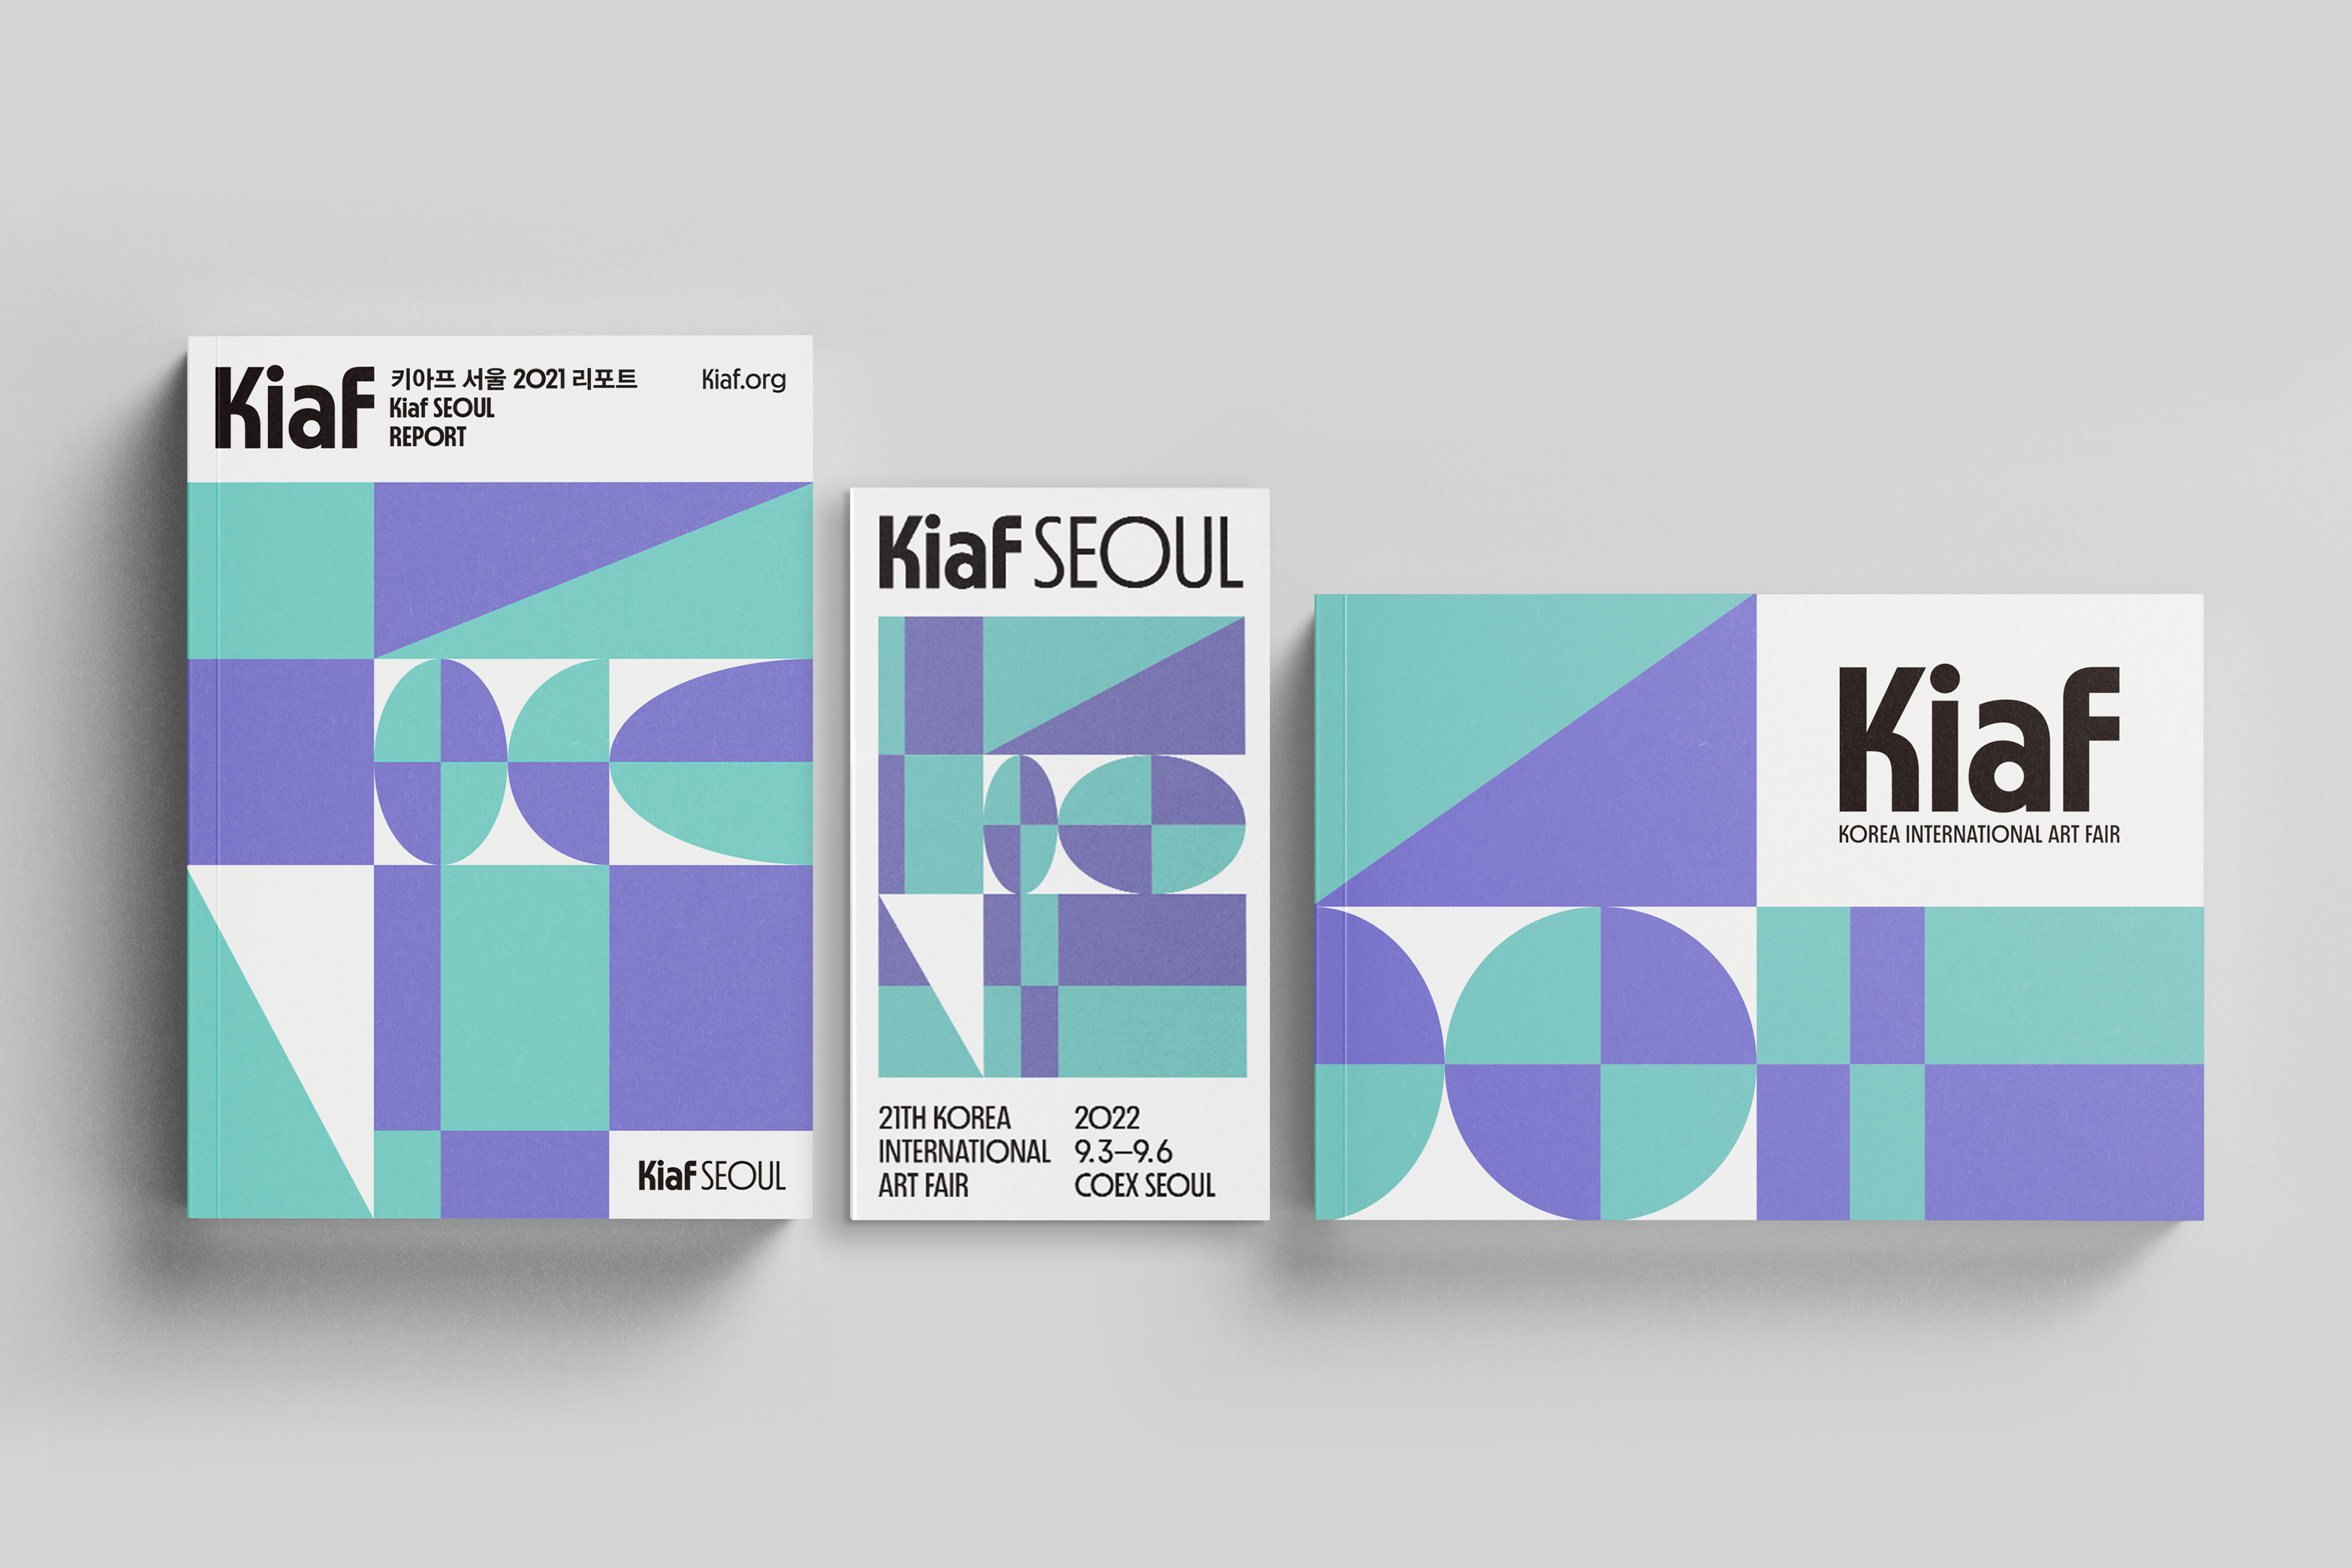 Kiaf
키아프 서울 2021 리포트
Kiaf SEOUL
REPORT
Kiaf.org
Kiaf SEOUL
Kiaf SEOUL
21TH KOREA
INTERNATIONAL
ART FAIR
2022
9.3–9.6
COEX SEOUL
Kiaf
KOREA INTERNATIONAL ART FAIR